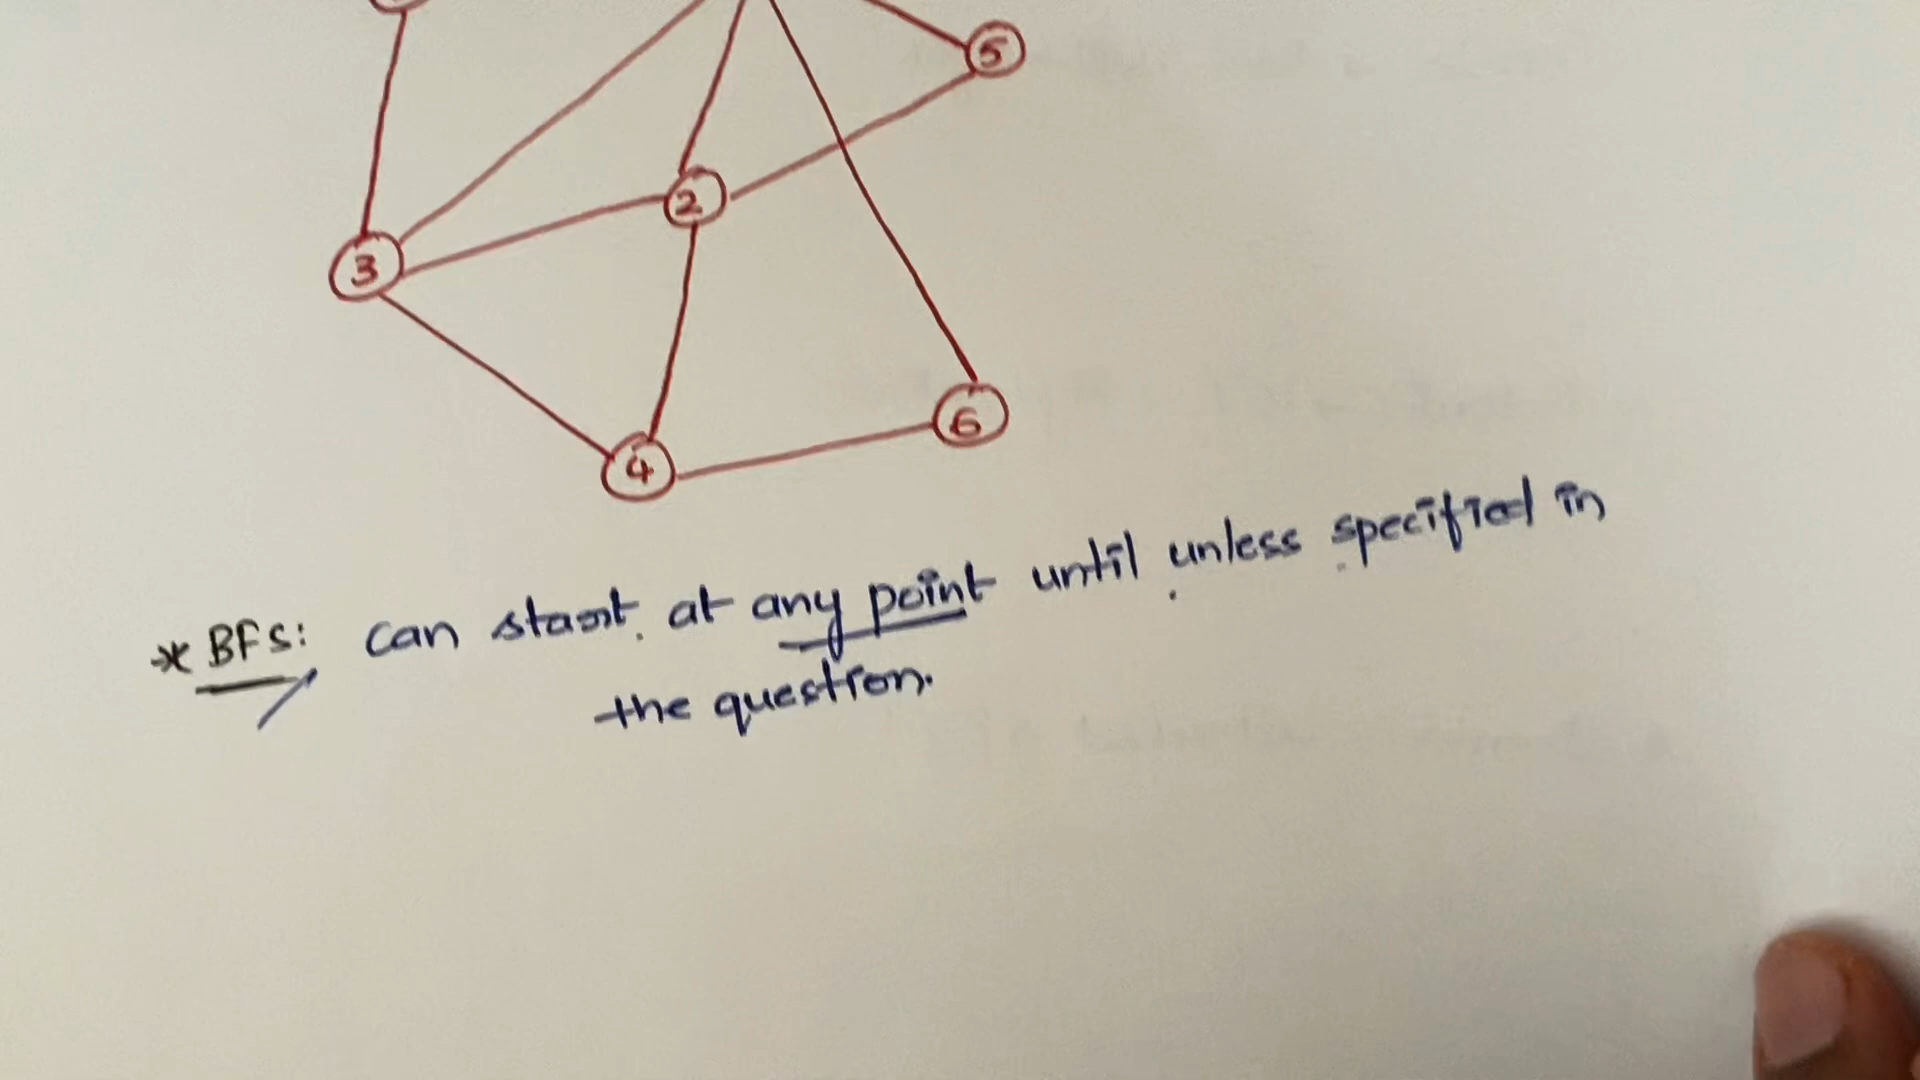 5
2
3
6
4
* BFS: can start at any point until unless specified in
the question.